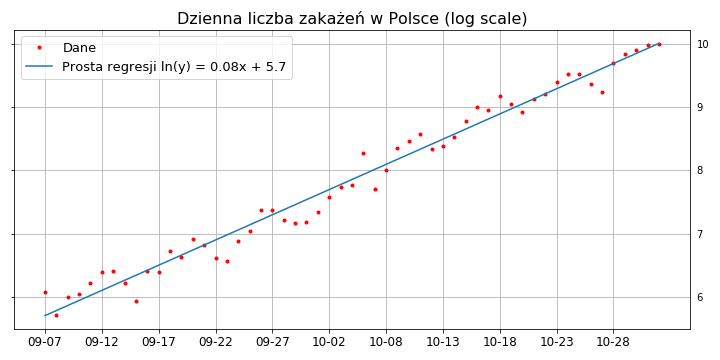 Dzienna liczba zakażeń w Polsce (log scale)
Dane
Prosta regresji ln(y) = 0.08x + 5.7
10
9
8
7
6
09-07 09-12 09-17 09-22 09-27 10-02 10-08 10-13 10-18 10-23 10-28